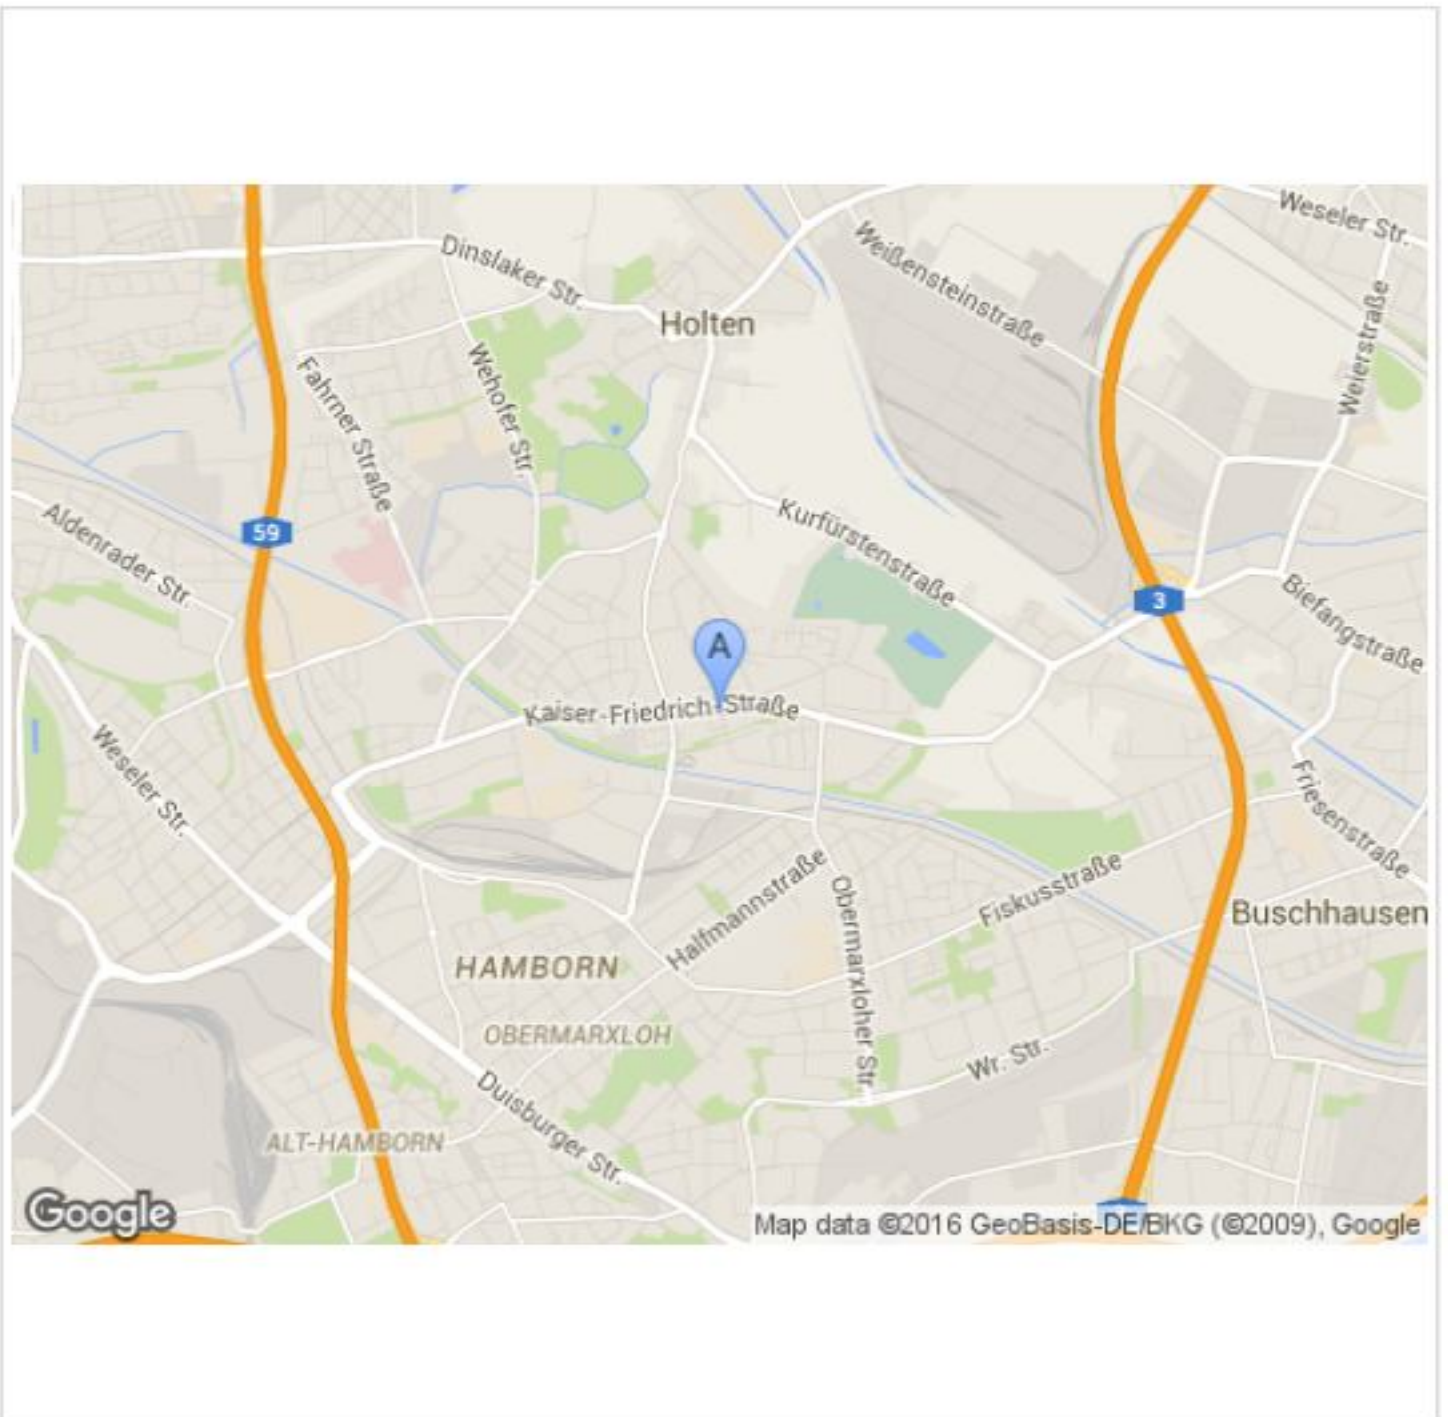 Weseler Str.
Dinslaker Str.
Weißensteinstraße
Holten
Weierstraße
Fahrner Straße
Wehofer Str.
Kurfürstenstraße
Aldenrader Str.
59
3
Biefangstraße
A
Kaiser-Friedrich-Straße
Weseler Str.
Friesenstraße
Halfmannstraße
Obermarxloher Str.
Fiskusstraße
Buschhausen
HAMBORN
OBERMARXLOH
Wr. Str.
Duisburger Str.
ALT-HAMBORN
Google
Map data ©2016 GeoBasis-DE/BKG (©2009), Google